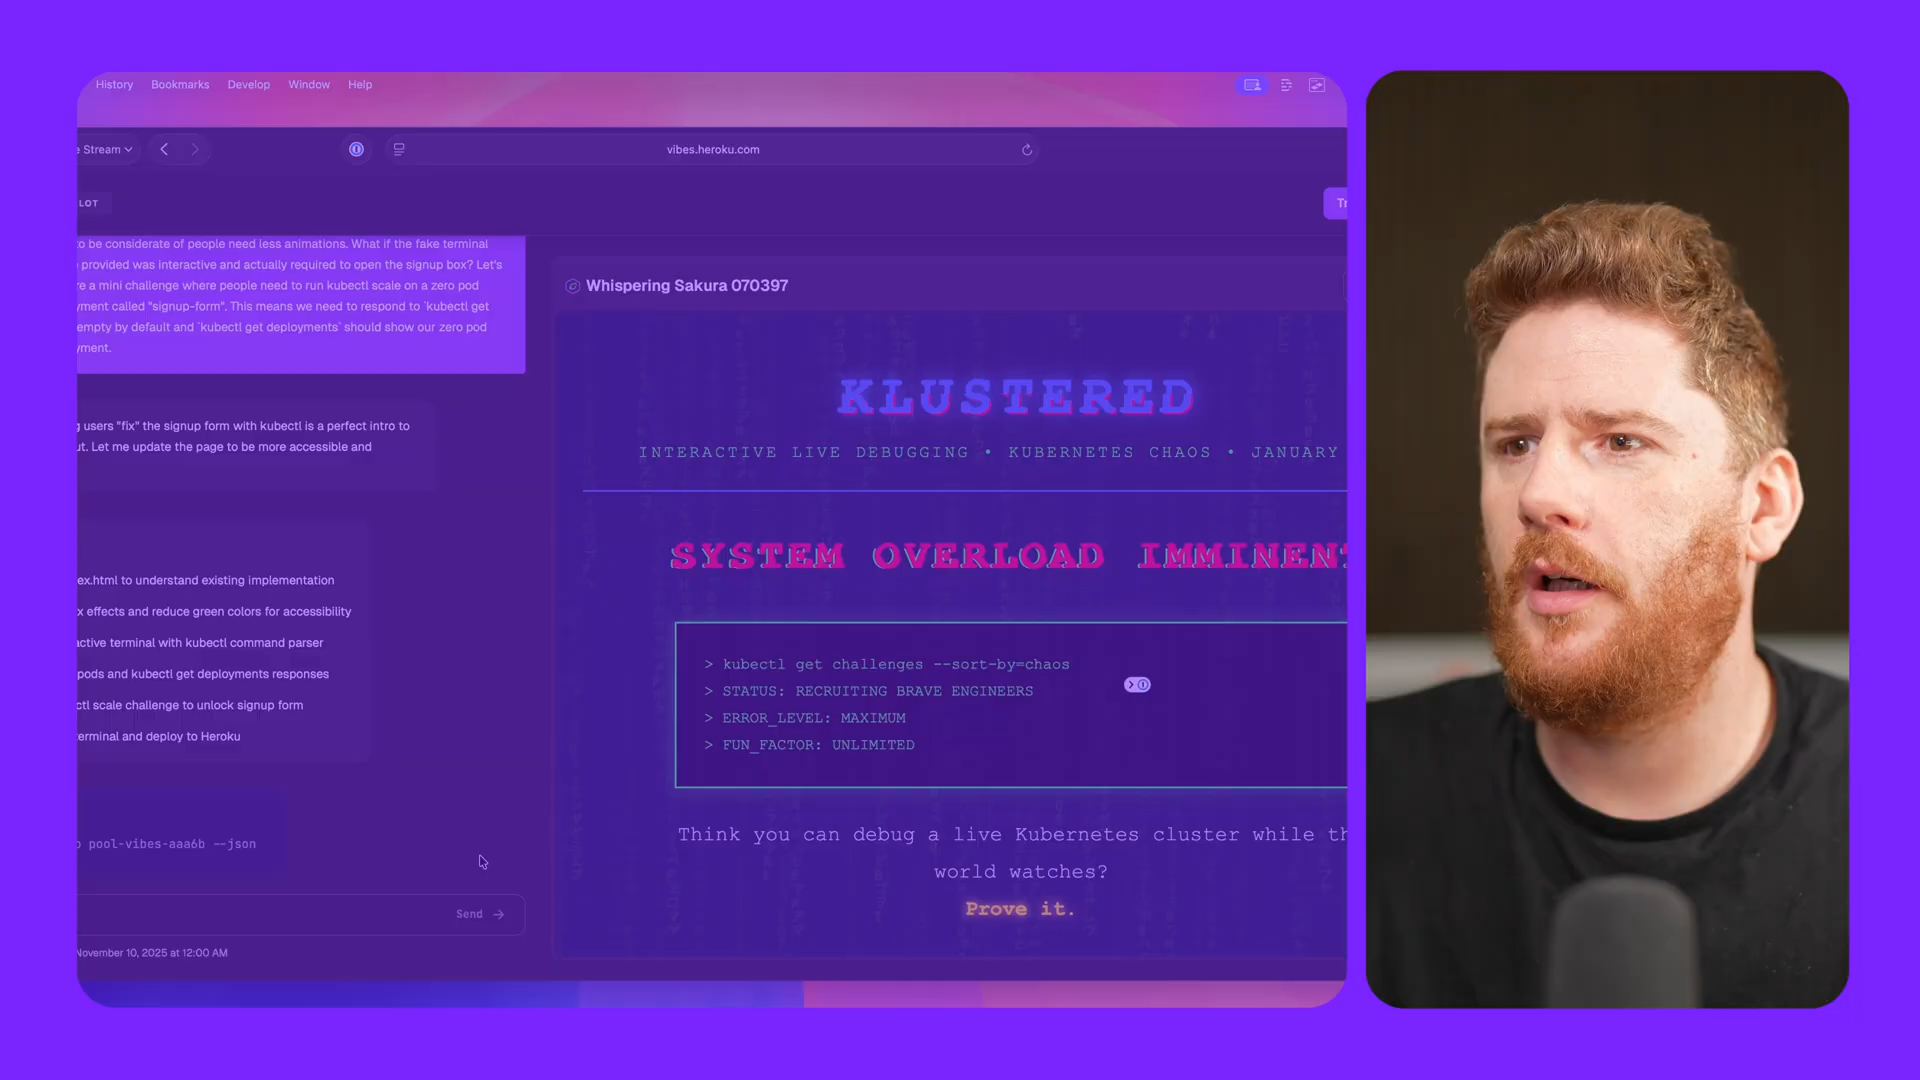 History Bookmarks Develop Window Help
e Stream
vibes.heroku.com
LOT
Tr
to be considerate of people need less animations. What if the fake terminal
provided was interactive and actually required to open the signup box? Let's
re a mini challenge where people need to run kubectl scale on a zero pod
yment called "signup-form". This means we need to respond to `kubectl get
empty by default and `kubectl get deployments` should show our zero pod
yment.
g users "fix" the signup form with kubectl is a perfect intro to
ut. Let me update the page to be more accessible and
ex.html to understand existing implementation
x effects and reduce green colors for accessibility
active terminal with kubectl command parser
pods and kubectl get deployments responses
ctl scale challenge to unlock signup form
erminal and deploy to Heroku
pool-vibes-aaa6b --json
Send
November 10, 2025 at 12:00 AM
Whispering Sakura 070397
KLUSTERED
INTERACTIVE LIVE DEBUGGING • KUBERNETES CHAOS • JANUARY
SYSTEM OVERLOAD IMMINENT
> kubectl get challenges --sort-by=chaos
> STATUS: RECRUITING BRAVE ENGINEERS
> ERROR_LEVEL: MAXIMUM
> FUN_FACTOR: UNLIMITED
Think you can debug a live Kubernetes cluster while th
world watches?
Prove it.